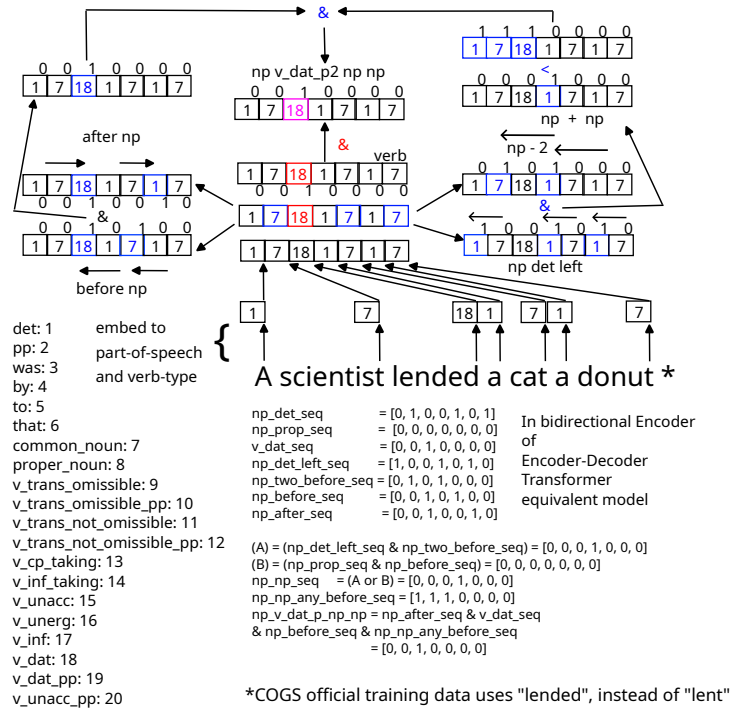 &
0 0 1 0 0 0 0
1 7 18 1 7 1 7
np v_dat_p2 np np
0 0 1 0 0 0 0
1 7 18 1 7 1 7
1 1 1 0 0 0 0
1 7 18 1 7 1 7
<
0 0 0 1 0 0 0
1 7 18 1 7 1 7
np + np
after np
1 7 18 1 7 1 7
0 0 1 0 0 1 0
&
0 0 1 0 1 0 0
1 7 18 1 7 1 7
before np
&
verb
1 7 18 1 7 1 7
0 0 1 0 0 0 0
1 7 18 1 7 1 7
1 7 18 1 7 1 7
np - 2
0 1 0 1 0 0 0
1 7 18 1 7 1 7
&
1 0 0 1 0 1 0
1 7 18 1 7 1 7
np det left
1 7 18 1 7 1 7
embed to
part-of-speech
and verb-type
{
A scientist lended a cat a donut *
det: 1
pp: 2
was: 3
by: 4
to: 5
that: 6
common_noun: 7
proper_noun: 8
v_trans_omissible: 9
v_trans_omissible_pp: 10
v_trans_not_omissible: 11
v_trans_not_omissible_pp: 12
v_cp_taking: 13
v_inf_taking: 14
v_unacc: 15
v_unerg: 16
v_inf: 17
v_dat: 18
v_dat_pp: 19
v_unacc_pp: 20
np_det_seq = [0, 1, 0, 0, 1, 0, 1]
np_prop_seq = [0, 0, 0, 0, 0, 0, 0]
v_dat_seq = [0, 0, 1, 0, 0, 0, 0]
np_det_left_seq = [1, 0, 0, 1, 0, 1, 0]
np_two_before_seq = [0, 1, 0, 1, 0, 0, 0]
np_before_seq = [0, 0, 1, 0, 1, 0, 0]
np_after_seq = [0, 0, 1, 0, 0, 1, 0]
In bidirectional Encoder
of
Encoder-Decoder
Transformer
equivalent model
(A) = (np_det_left_seq & np_two_before_seq) = [0, 0, 0, 1, 0, 0, 0]
(B) = (np_prop_seq & np_before_seq) = [0, 0, 0, 0, 0, 0, 0]
np_np_seq = (A or B) = [0, 0, 0, 1, 0, 0, 0]
np_np_any_before_seq = [1, 1, 1, 0, 0, 0, 0]
np_v_dat_p_np_np = np_after_seq & v_dat_seq
& np_before_seq & np_np_any_before_seq
= [0, 0, 1, 0, 0, 0, 0]
*COGS official training data uses "lended", instead of "lent"